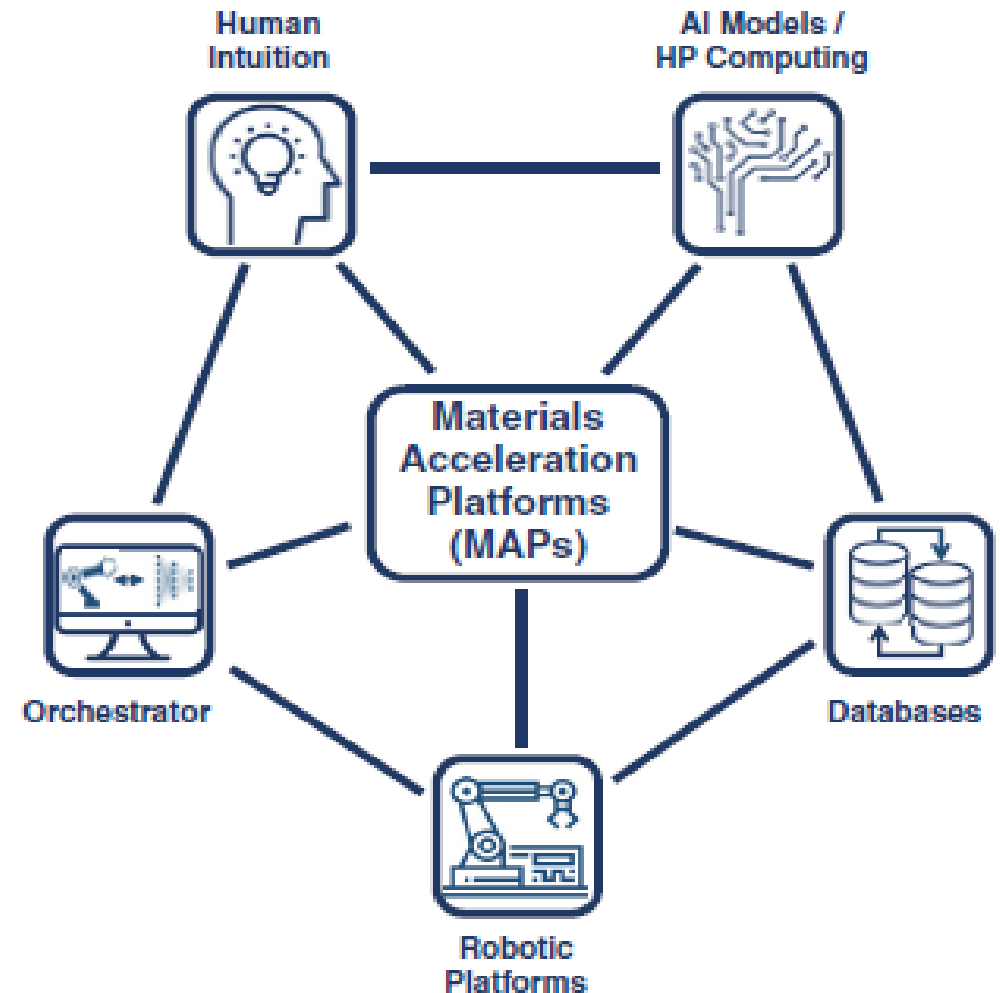 Human
Intuition
AI Models /
HP Computing
Materials
Acceleration
Platforms
(MAPs)
Orchestrator
Databases
Robotic
Platforms